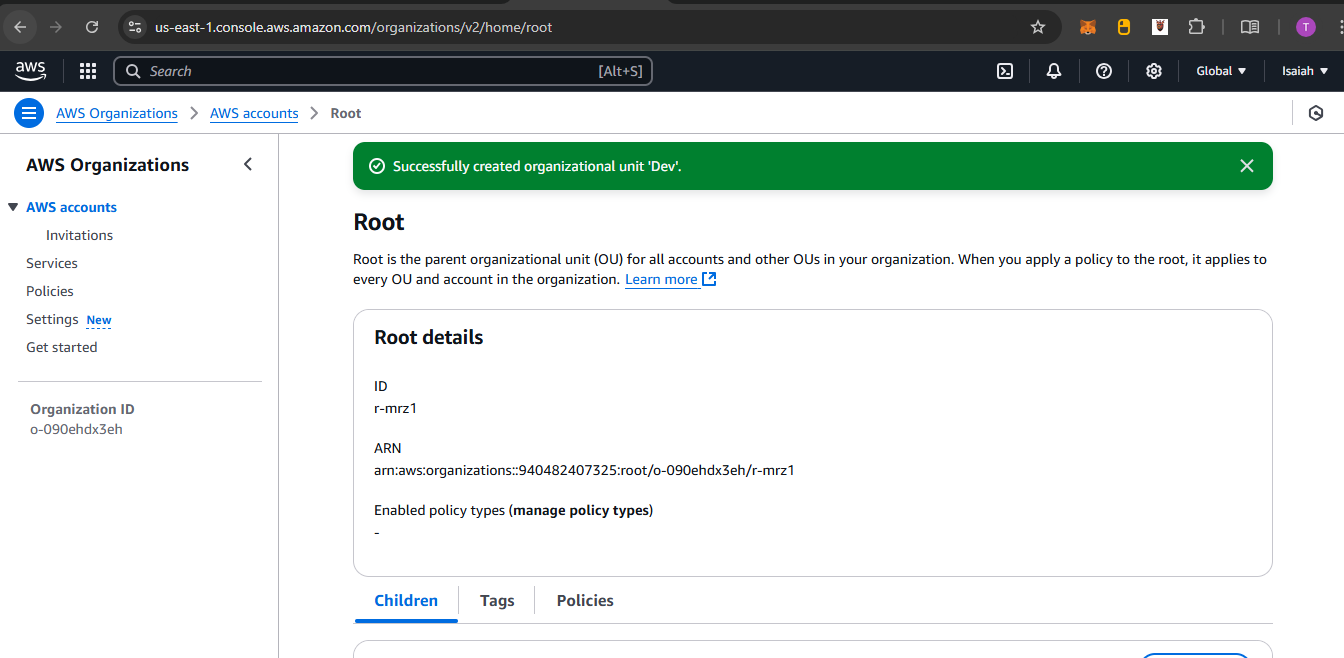 us-east-1.console.aws.amazon.com/organizations/v2/home/root
T
aws
Search
[Alt+S]
Global
Isaiah
AWS Organizations
AWS accounts
Root
AWS Organizations
AWS accounts
Invitations
Services
Policies
Settings New
Get started
Organization ID
o-090ehdx3eh
Successfully created organizational unit 'Dev'.
Root
Root is the parent organizational unit (OU) for all accounts and other OUs in your organization. When you apply a policy to the root, it applies to
every OU and account in the organization. Learn more
Root details
ID
r-mrz1
ARN
arn:aws:organizations::940482407325:root/o-090ehdx3eh/r-mrz1
Enabled policy types (manage policy types)
-
Children
Tags
Policies